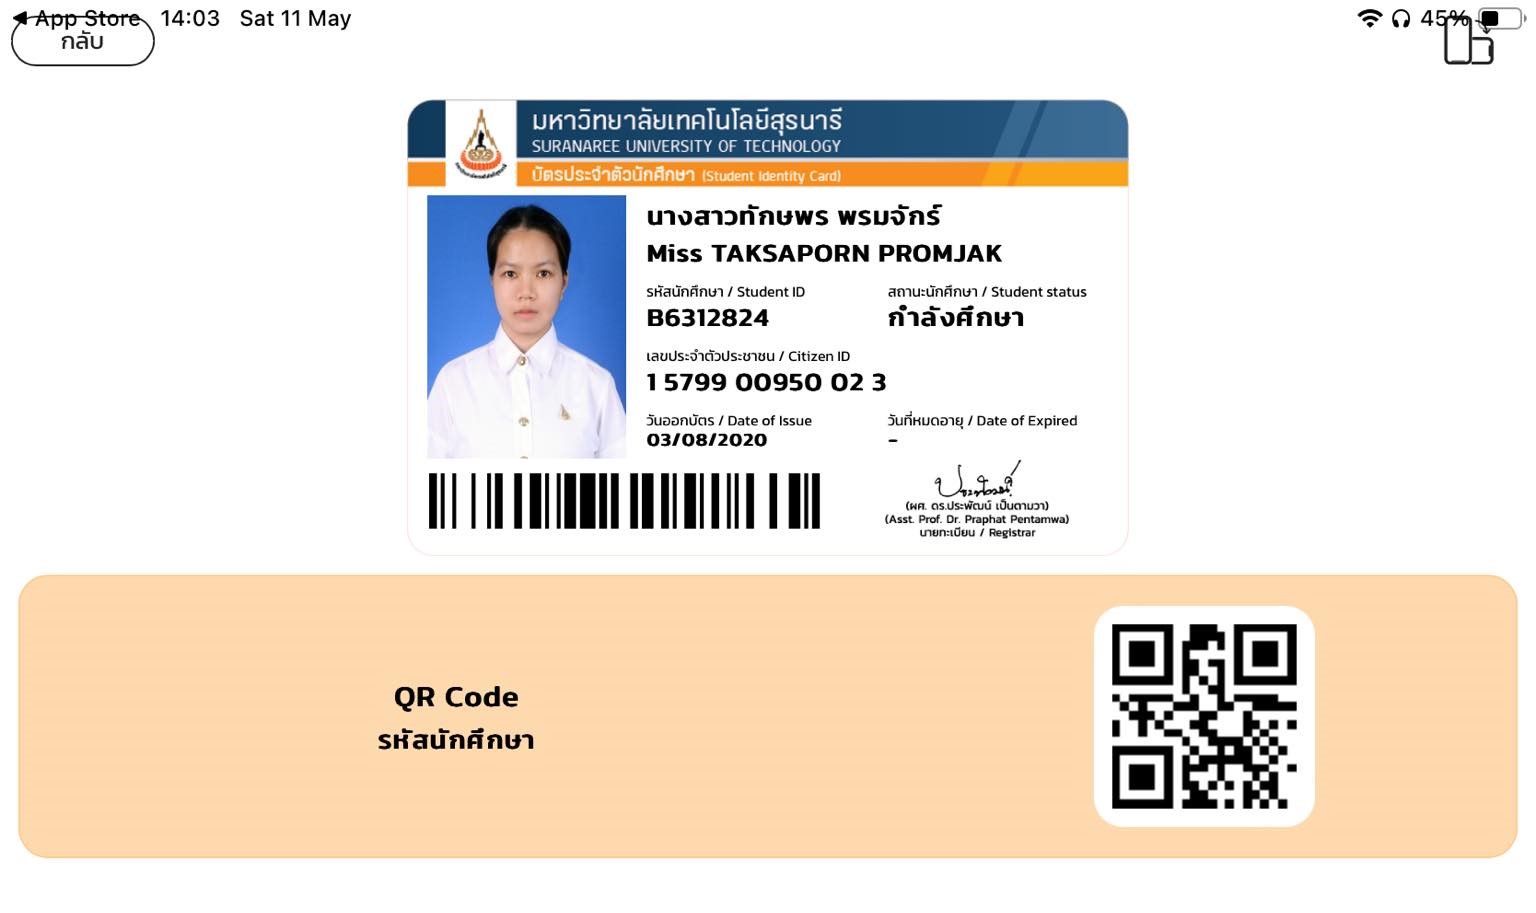 ◀ App Store 14:03 Sat 11 May 45%
กลับ
มหาวิทยาลัยเทคโนโลยีสุรนารี
SURANAREE UNIVERSITY OF TECHNOLOGY
บัตรประจำตัวนักศึกษา (Student Identity Card)
นางสาวทักษพร พรมจักร์
Miss TAKSAPORN PROMJAK
รหัสนักศึกษา / Student ID
สถานะนักศึกษา / Student status
B6312824
กำลังศึกษา
เลขประจำตัวประชาชน / Citizen ID
1 5799 00950 02 3
วันออกบัตร / Date of Issue
วันที่หมดอายุ / Date of Expired
03/08/2020
-
(ผศ. ดร.ประพัฒน์ เป็นตามวา)
(Asst. Prof. Dr. Praphat Pentamwa)
นายทะเบียน / Registrar
QR Code
รหัสนักศึกษา